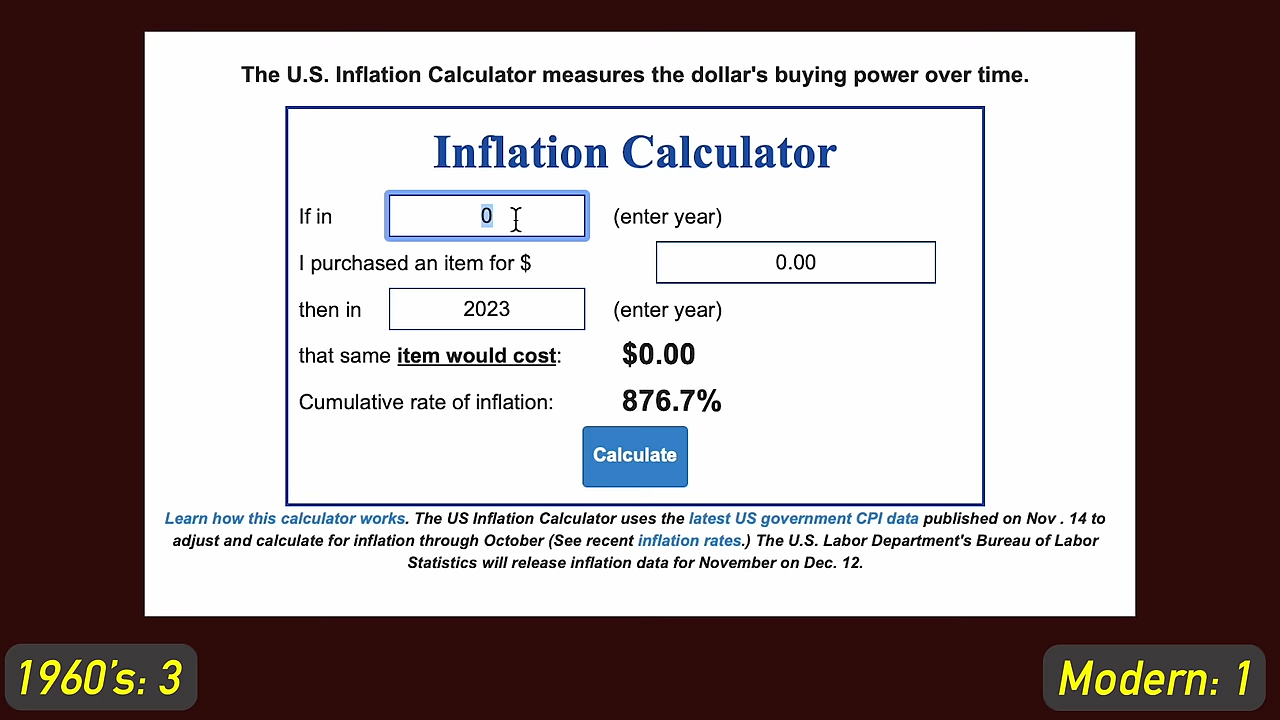 The U.S. Inflation Calculator measures the dollar's buying power over time.
Inflation Calculator
If in 0 (enter year)
I purchased an item for $ 0.00
then in 2023 (enter year)
that same item would cost: $0.00
Cumulative rate of inflation: 876.7%
Calculate
Learn how this calculator works. The US Inflation Calculator uses the latest US government CPI data published on Nov . 14 to
adjust and calculate for inflation through October (See recent inflation rates.) The U.S. Labor Department's Bureau of Labor
Statistics will release inflation data for November on Dec. 12.
1960's: 3
Modern: 1